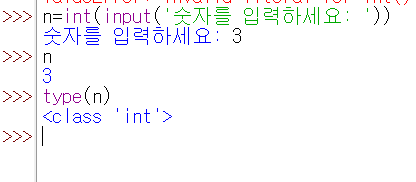 >>> n=int(input('숫자를 입력하세요: '))
숫자틀 입력하세요: 3
>>> n
3
>>> type(n)
<class 'int'>
>>>